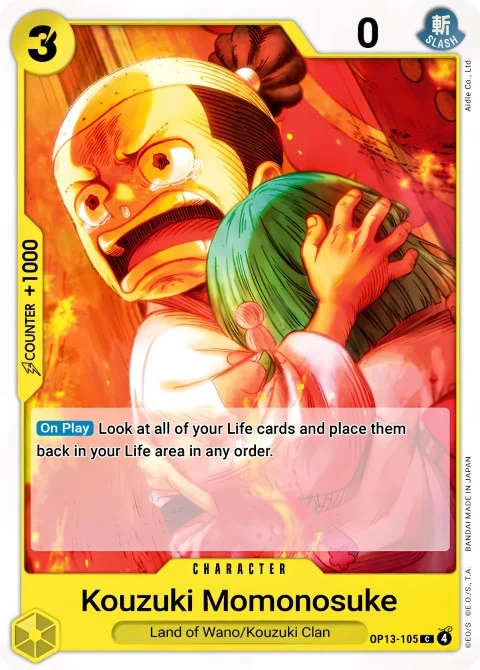 3
0
斬
SLASH
Aidle Co., Ltd.
COUNTER +1000
On Play Look at all of your Life cards and place them
back in your Life area in any order.
CHARACTER
Kouzuki Momonosuke
Land of Wano/Kouzuki Clan
OP13-105 C 4
©E.O/S ©E.O./S.,T.A. BANDAI MADE IN JAPAN